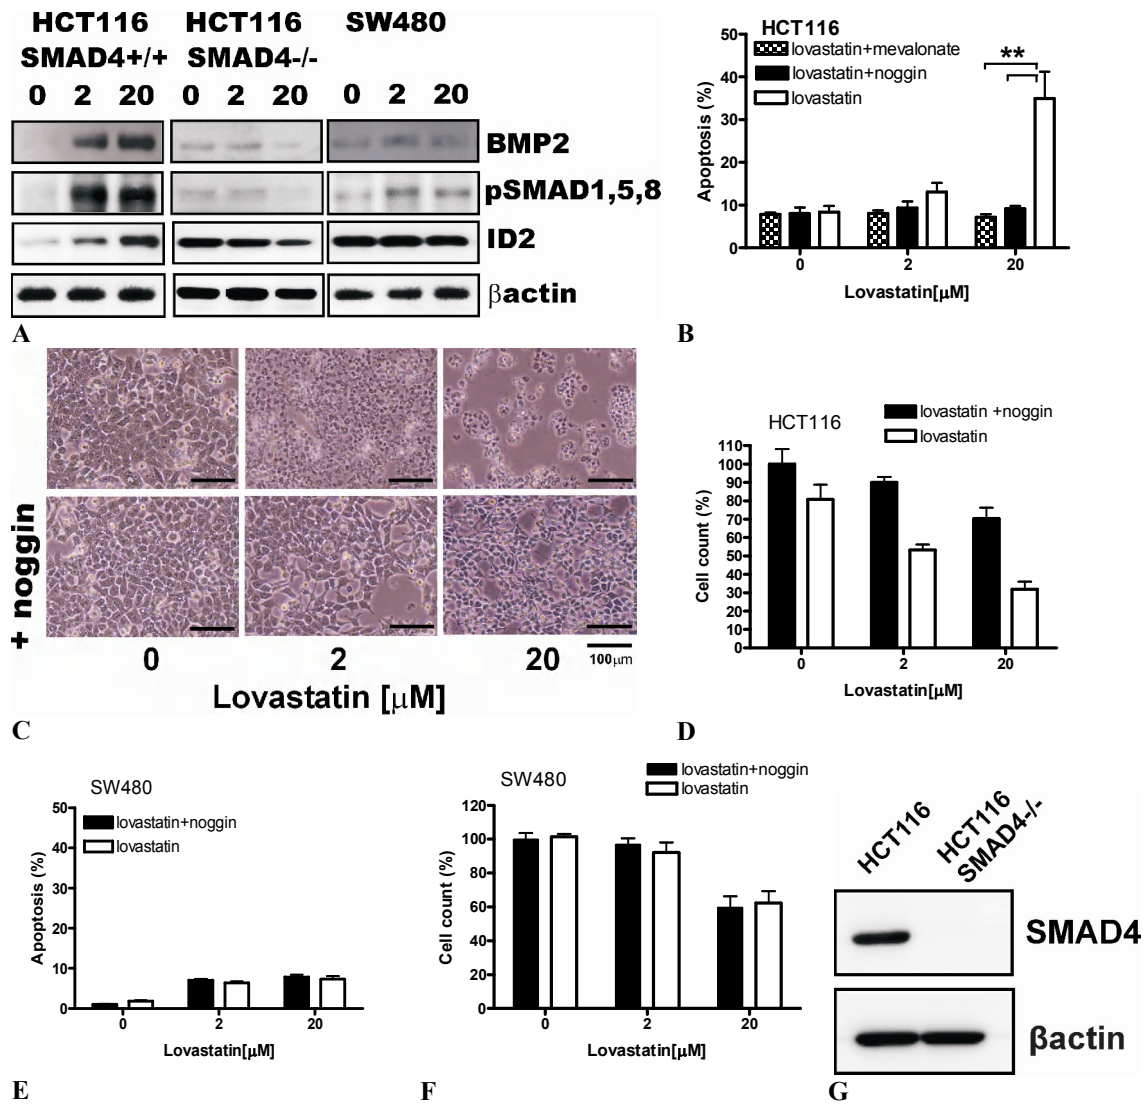 HCT116 HCT116 SW480
SMAD4+/+ SMAD4-/-
0 2 20 0 2 20 0 2 20
BMP2
pSMAD1,5,8
ID2
βactin
A
HCT116
lovastatin+mevalonate
lovastatin+noggin
lovastatin
**
Apoptosis (%)
50
40
30
20
10
0
0 2 20
Lovastatin[μM]
B
+ noggin
0 2 20
100μm
Lovastatin [μM]
C
HCT116
lovastatin +noggin
lovastatin
Cell count (%)
110
100
90
80
70
60
50
40
30
20
10
0
0 2 20
Lovastatin[μM]
D
SW480
lovastatin+noggin
lovastatin
Apoptosis (%)
50
40
30
20
10
0
0 2 20
Lovastatin[μM]
E
SW480
lovastatin+noggin
lovastatin
Cell count (%)
120
100
80
60
40
20
0
0 2 20
Lovastatin[μM]
F
HCT116
HCT116
SMAD4-/-
SMAD4
βactin
G